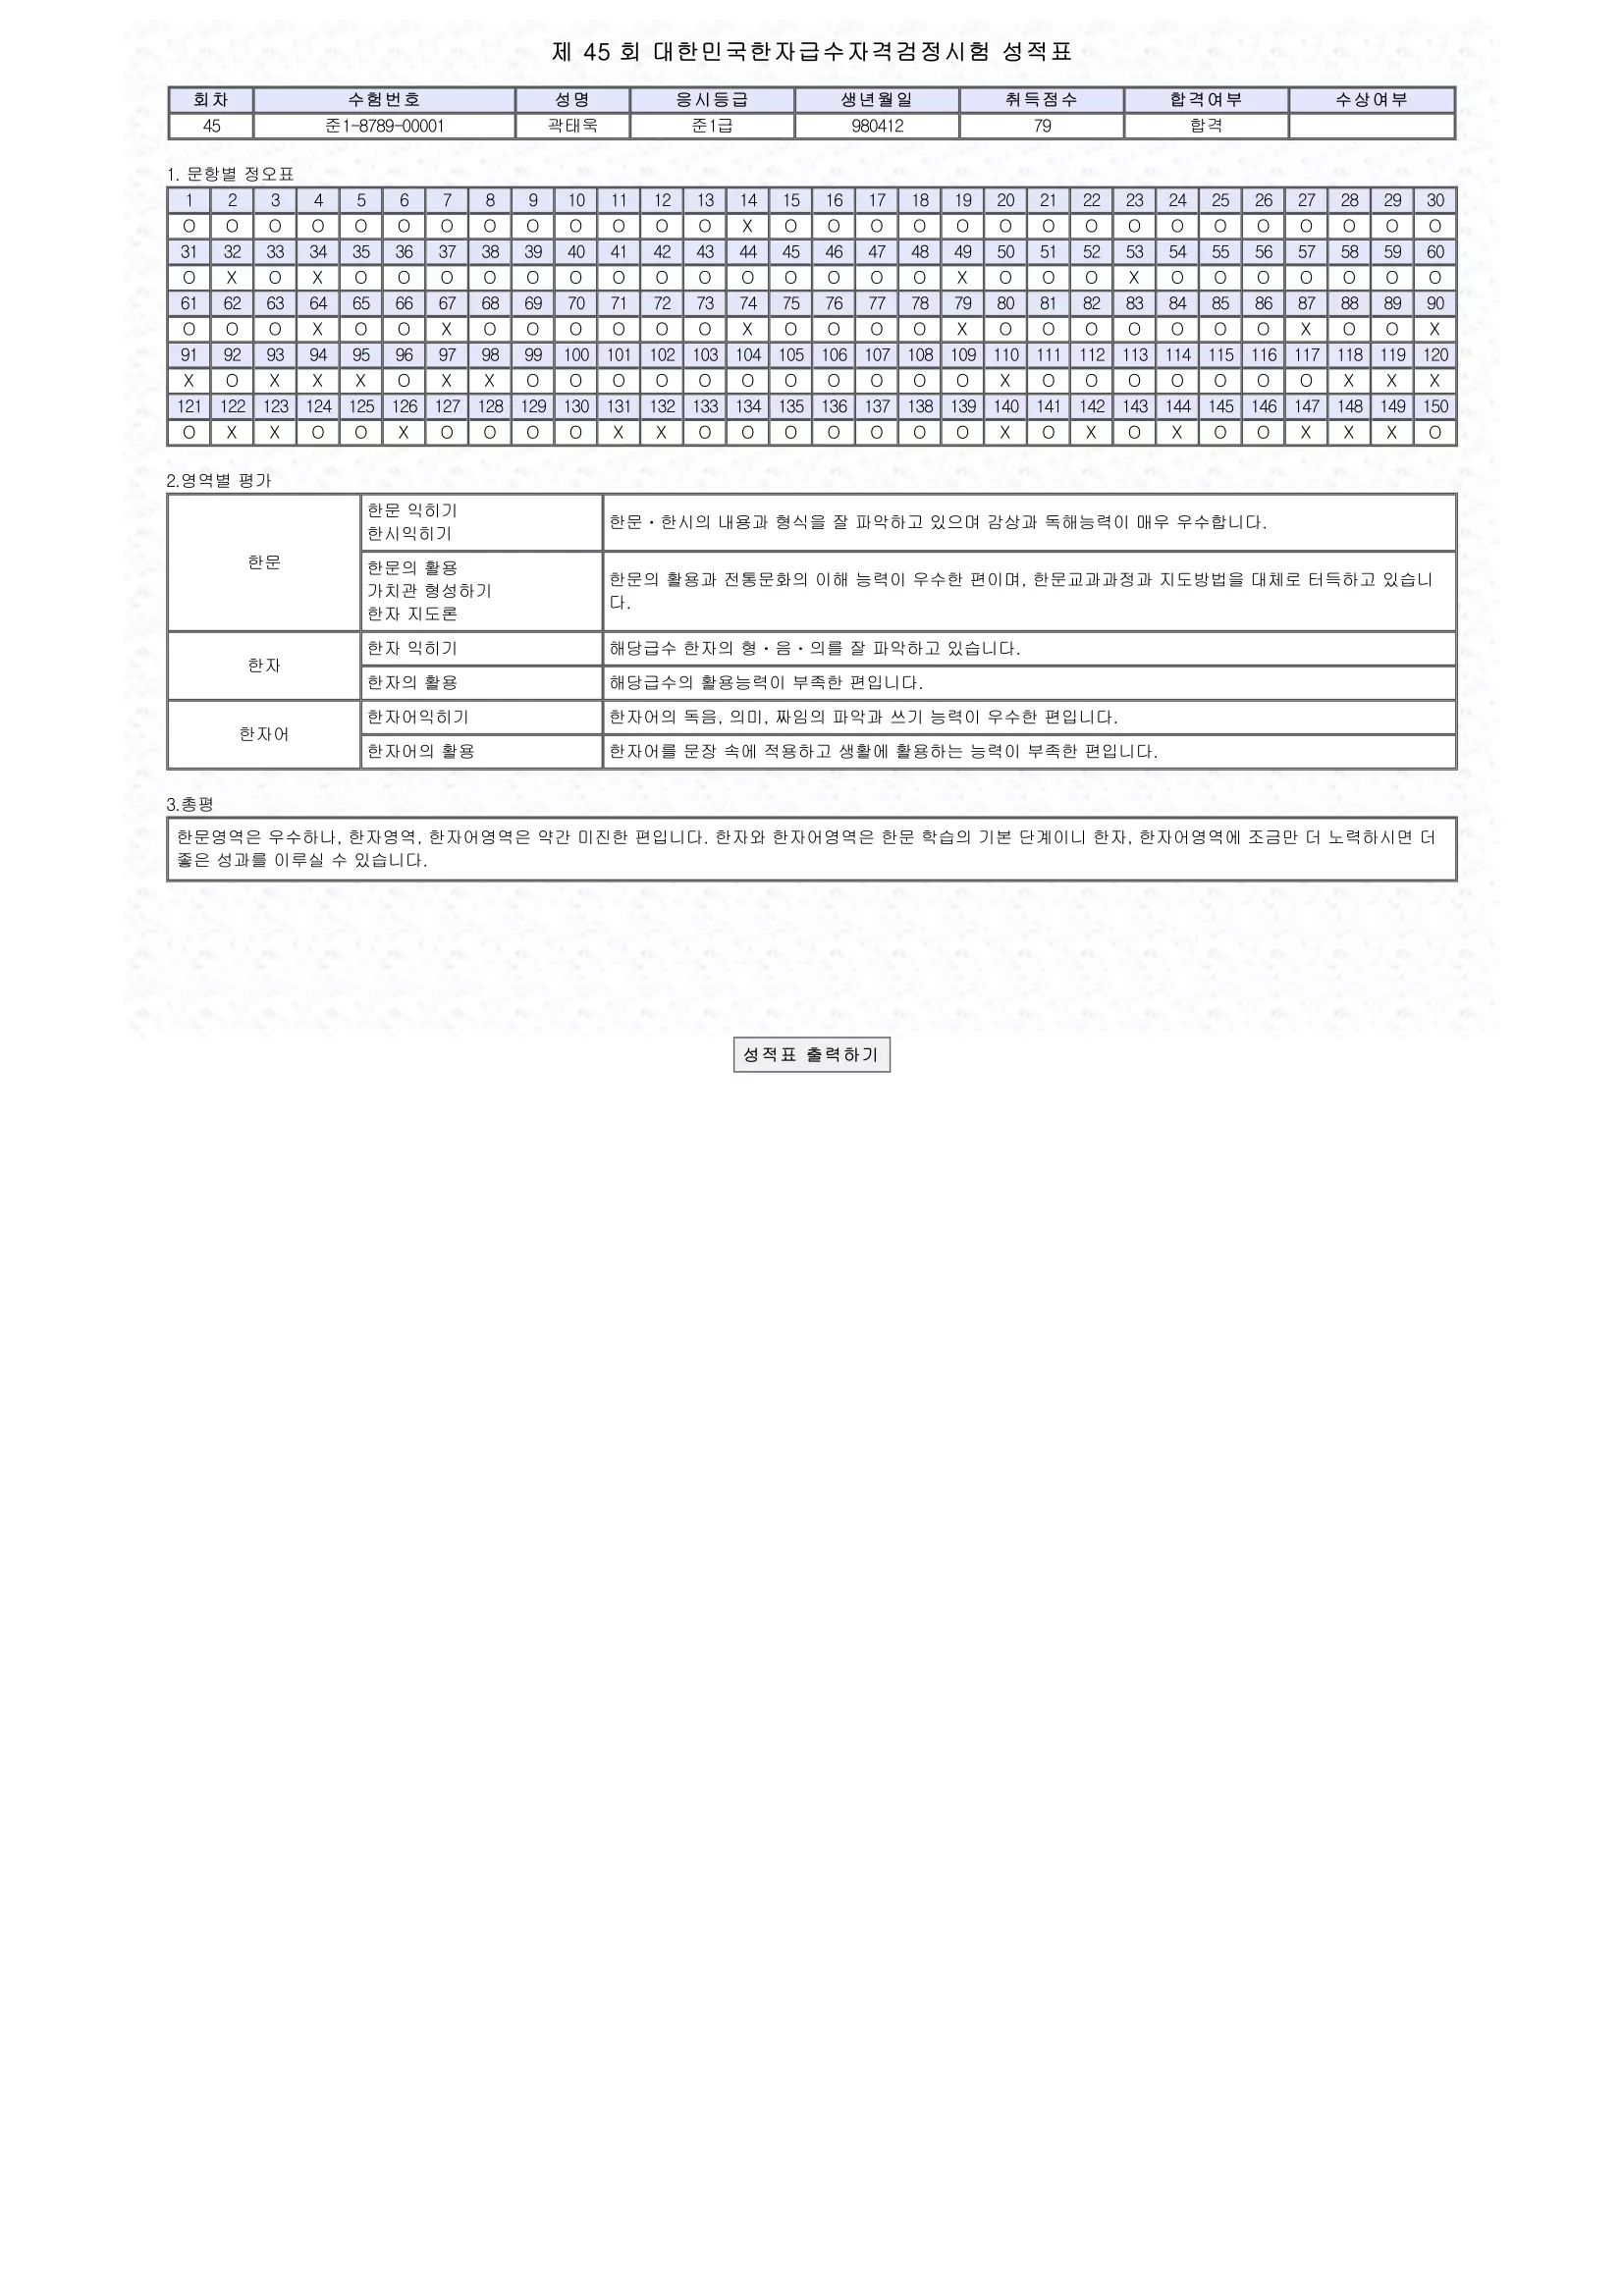 제 45 회 대한민국한자급수자격검정시험 성적표
회차 수험번호 성명 응시등급 생년월일 취득점수 합격여부 수상여부
45 준1-8789-00001 곽태욱 준1급 980412 79 합격
1. 문항별 정오표
1 2 3 4 5 6 7 8 9 10 11 12 13 14 15 16 17 18 19 20 21 22 23 24 25 26 27 28 29 30
O O O O O O O O O O O O O X O O O O O O O O O O O O O O O O
31 32 33 34 35 36 37 38 39 40 41 42 43 44 45 46 47 48 49 50 51 52 53 54 55 56 57 58 59 60
O X O X O O O O O O O O O O O O O O X O O O X O O O O O O O
61 62 63 64 65 66 67 68 69 70 71 72 73 74 75 76 77 78 79 80 81 82 83 84 85 86 87 88 89 90
O O O X O O X O O O O O O X O O O O X O O O O O O O X O O X
91 92 93 94 95 96 97 98 99 100 101 102 103 104 105 106 107 108 109 110 111 112 113 114 115 116 117 118 119 120
X O X X X O X X O O O O O O O O O O O X O O O O O O O X X X
121 122 123 124 125 126 127 128 129 130 131 132 133 134 135 136 137 138 139 140 141 142 143 144 145 146 147 148 149 150
O X X O O X O O O O X X O O O O O O O X O X O X O O X X X O
2.영역별 평가
한문
한문 익히기
한시익히기
한문·한시의 내용과 형식을 잘 파악하고 있으며 감상과 독해능력이 매우 우수합니다.
한문의 활용
가치관 형성하기
한자 지도론
한문의 활용과 전통문화의 이해 능력이 우수한 편이며, 한문교과과정과 지도방법을 대체로 터득하고 있습니
다.
한자
한자 익히기 해당급수 한자의 형·음·의를 잘 파악하고 있습니다.
한자의 활용 해당급수의 활용능력이 부족한 편입니다.
한자어
한자어익히기 한자어의 독음, 의미, 짜임의 파악과 쓰기 능력이 우수한 편입니다.
한자어의 활용 한자어를 문장 속에 적용하고 생활에 활용하는 능력이 부족한 편입니다.
3.총평
한문영역은 우수하나, 한자영역, 한자어영역은 약간 미진한 편입니다. 한자와 한자어영역은 한문 학습의 기본 단계이니 한자, 한자어영역에 조금만 더 노력하시면 더
좋은 성과를 이루실 수 있습니다.
성적표 출력하기